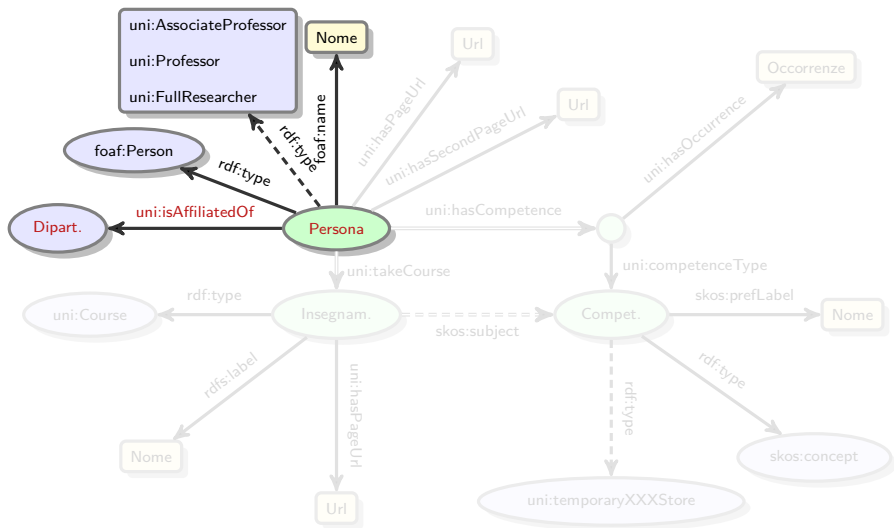 uni:AssociateProfessor
uni:Professor
uni:FullResearcher
Nome
Url
Occorrenze
Url
foaf:name
uni:hasPageUrl
uni:hasSecondPageUrl
uni:hasOccurrence
rdf:type
foaf:Person
rdf:type
Dipart.
uni:isAffiliatedOf
Persona
uni:hasCompetence
uni:takeCourse
uni:competenceType
uni:Course
rdf:type
Insegnam.
skos:subject
Compet.
skos:prefLabel
Nome
rdfs:label
uni:hasPageUrl
rdf:type
rdf:type
Nome
skos:concept
Url
uni:temporaryXXXStore